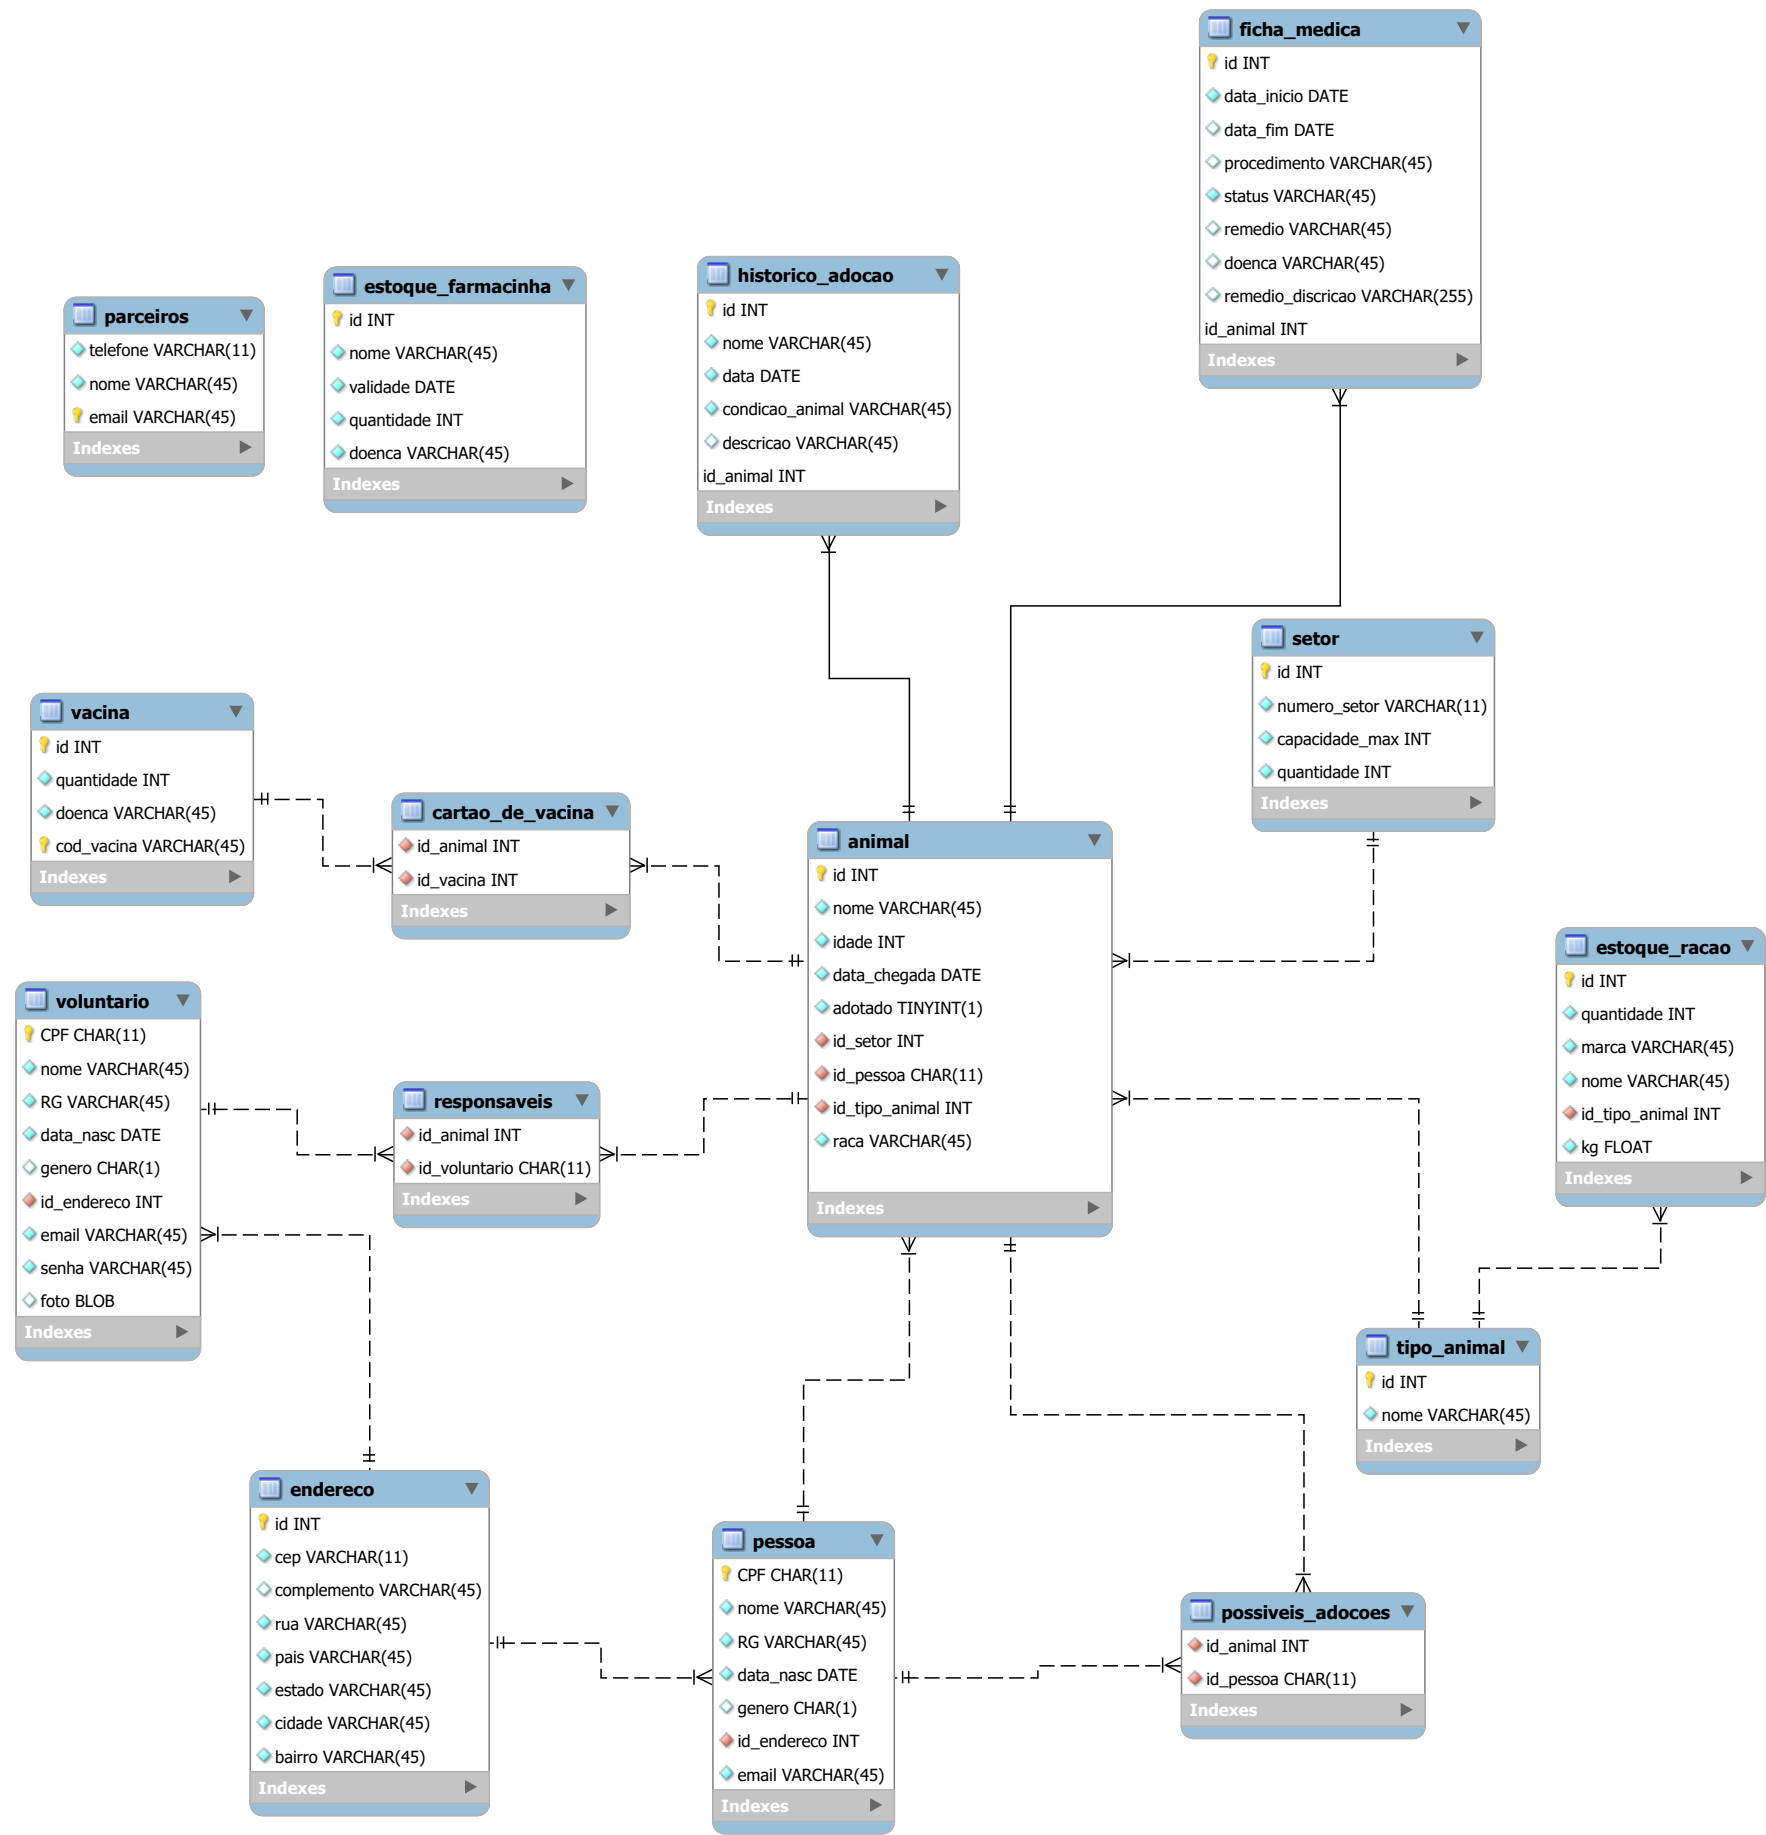 ficha_medica
id INT
data_inicio DATE
data_fim DATE
procedimento VARCHAR(45)
status VARCHAR(45)
remedio VARCHAR(45)
doenca VARCHAR(45)
remedio_discricao VARCHAR(255)
id_animal INT
Indexes
historico_adocao
id INT
nome VARCHAR(45)
data DATE
condicao_animal VARCHAR(45)
descricao VARCHAR(45)
id_animal INT
Indexes
estoque_farmacinha
id INT
nome VARCHAR(45)
validade DATE
quantidade INT
doenca VARCHAR(45)
Indexes
parceiros
telefone VARCHAR(11)
nome VARCHAR(45)
email VARCHAR(45)
Indexes
setor
id INT
numero_setor VARCHAR(11)
capacidade_max INT
quantidade INT
Indexes
vacina
id INT
quantidade INT
doenca VARCHAR(45)
cod_vacina VARCHAR(45)
Indexes
cartao_de_vacina
id_animal INT
id_vacina INT
Indexes
animal
id INT
nome VARCHAR(45)
idade INT
data_chegada DATE
adotado TINYINT(1)
id_setor INT
id_pessoa CHAR(11)
id_tipo_animal INT
raca VARCHAR(45)
Indexes
estoque_racao
id INT
quantidade INT
marca VARCHAR(45)
nome VARCHAR(45)
id_tipo_animal INT
kg FLOAT
Indexes
voluntario
CPF CHAR(11)
nome VARCHAR(45)
RG VARCHAR(45)
data_nasc DATE
genero CHAR(1)
id_endereco INT
email VARCHAR(45)
senha VARCHAR(45)
foto BLOB
Indexes
responsaveis
id_animal INT
id_voluntario CHAR(11)
Indexes
tipo_animal
id INT
nome VARCHAR(45)
Indexes
endereco
id INT
cep VARCHAR(11)
complemento VARCHAR(45)
rua VARCHAR(45)
pais VARCHAR(45)
estado VARCHAR(45)
cidade VARCHAR(45)
bairro VARCHAR(45)
Indexes
pessoa
CPF CHAR(11)
nome VARCHAR(45)
RG VARCHAR(45)
data_nasc DATE
genero CHAR(1)
id_endereco INT
email VARCHAR(45)
Indexes
possiveis_adocoes
id_animal INT
id_pessoa CHAR(11)
Indexes